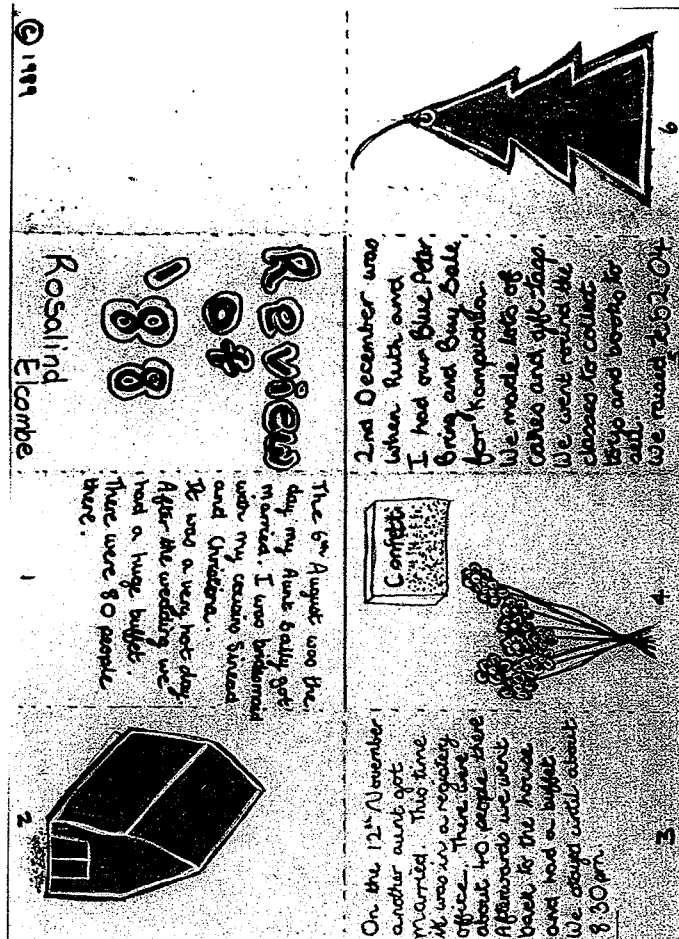 Review
of
1988
Rosalind
Elcombe
The 6th August was the
day my Aunt Sally got
married. I was bridesmaid
with my cousins Sinead
and Christine.
It was a very hot day.
After the wedding we
had a huge buffet.
There were 80 people
there.
1
2
On the 12th November
another aunt got
married. This time
it was in a
office. There were
about 40 people there
Afterwards we went
back to the house
and had a buffet.
We stayed until about
8.30pm.
3
Confetti
4
2nd December was
when Ruth and
I had our Blue Peter
Bring and Buy Sale
for
We made lots of
cakes and gift-tags.
We went round the
classes to collect
toys and books to
sell.
We raised
5
6
© 1989